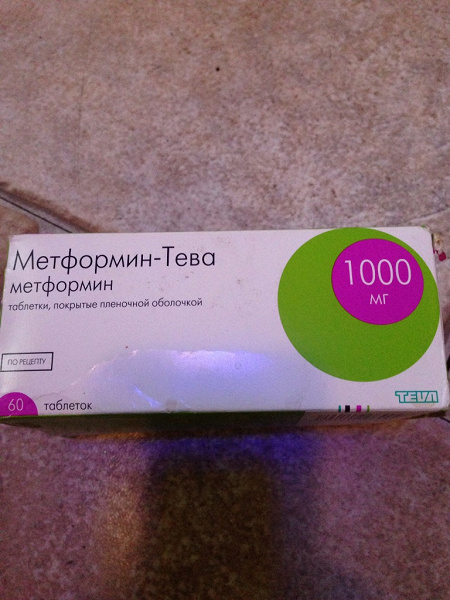 Метформин-Тева
метформин
таблетки, покрытые пленочной оболочкой
1000
мг
ПО РЕЦЕПТУ
60 таблеток
TEVA